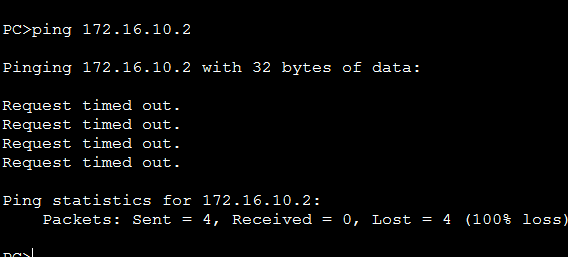 PC>ping 172.16.10.2
Pinging 172.16.10.2 with 32 bytes of data:
Request timed out.
Request timed out.
Request timed out.
Request timed out.
Ping statistics for 172.16.10.2:
Packets: Sent = 4, Received = 0, Lost = 4 (100% loss)
PC>